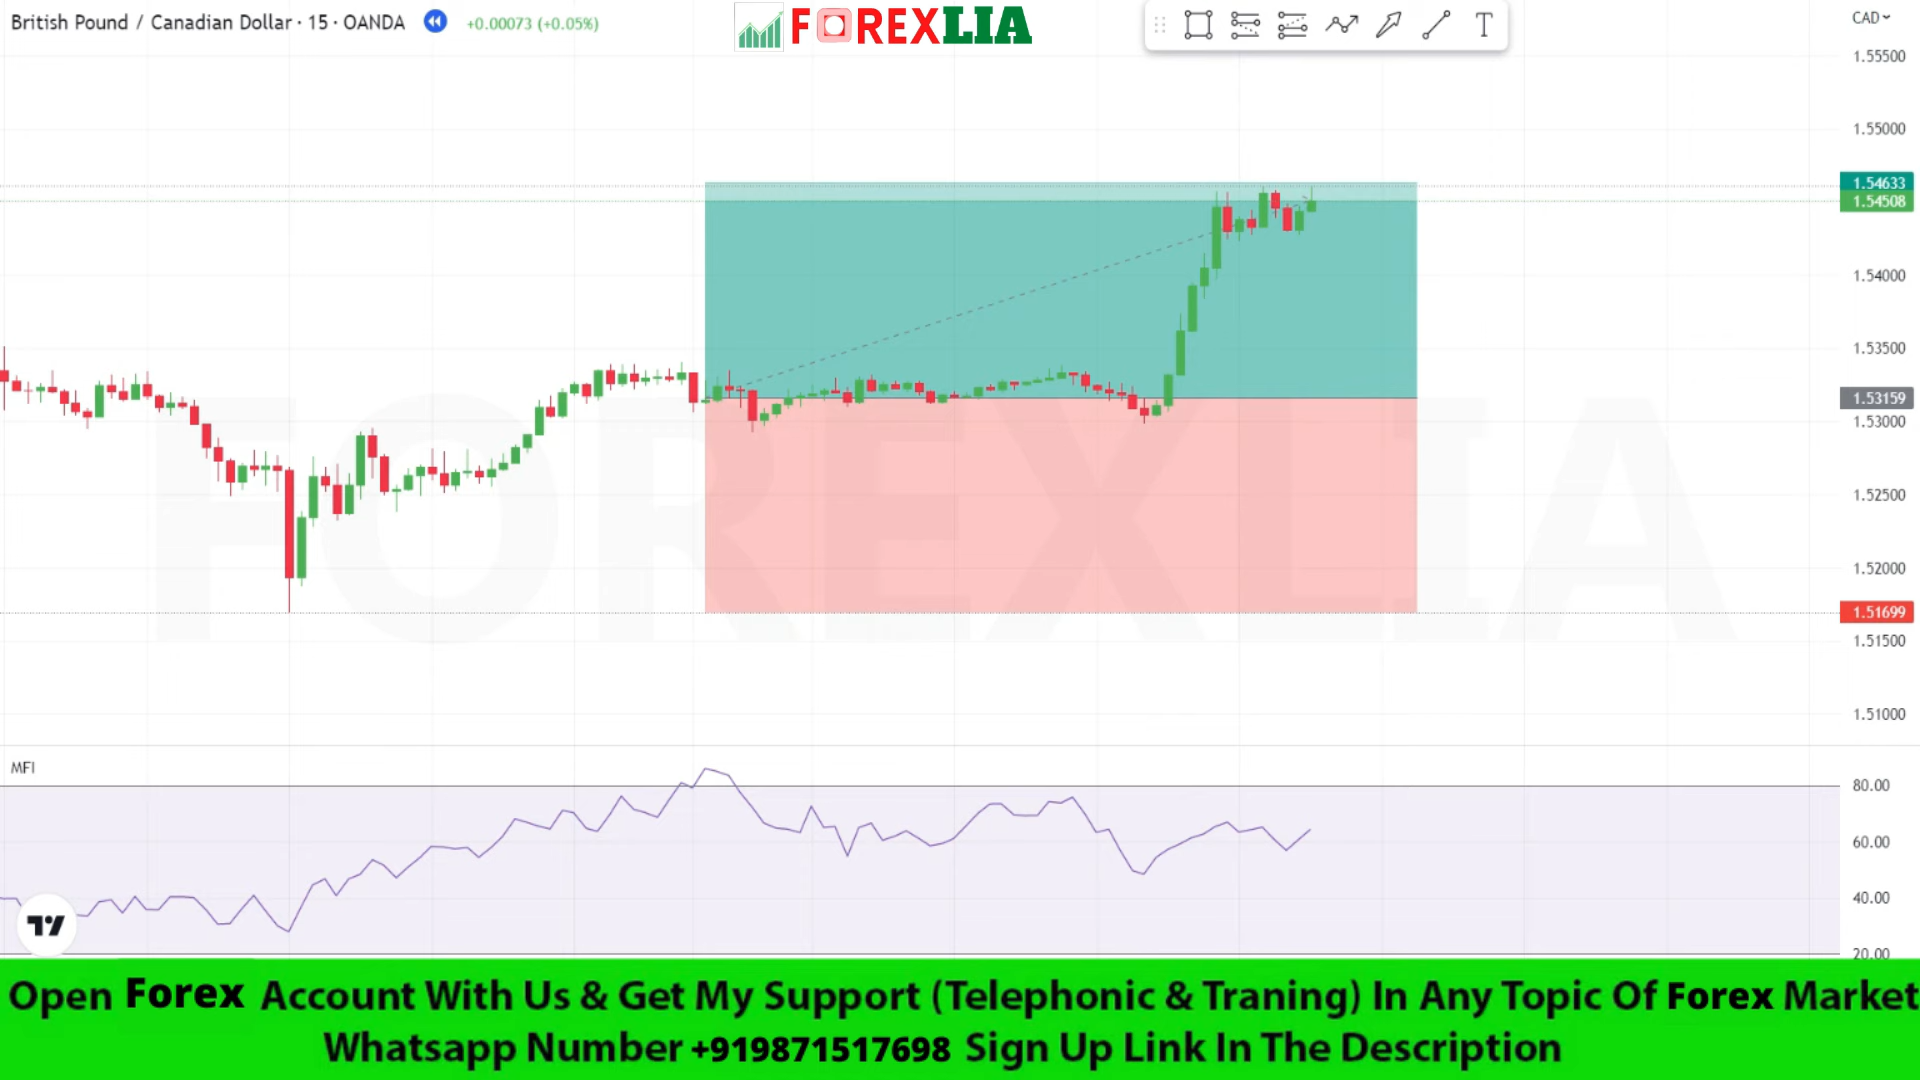 British Pound / Canadian Dollar · 15 · OANDA +0.00073 (+0.05%)
FOREXLIA
T
CAD
1.55500
1.55000
1.54633
1.54508
1.54000
1.53500
1.53159
1.53000
1.52500
1.52000
1.51699
1.51500
1.51000
FOREXLIA
MFI
80.00
60.00
40.00
20.00
Open Forex Account With Us & Get My Support (Telephonic & Traning) In Any Topic Of Forex Market
Whatsapp Number +919871517698 Sign Up Link In The Description